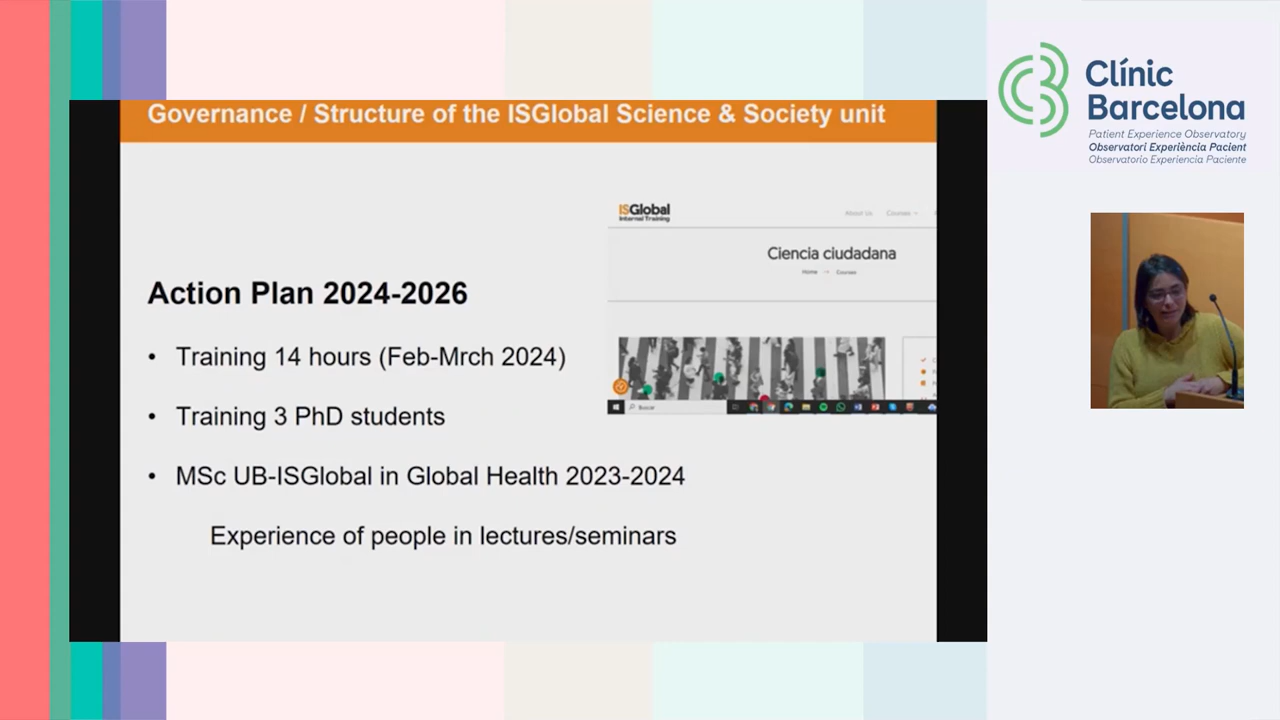 Governance / Structure of the ISGlobal Science & Society unit
Clínic
Barcelona
Patient Experience Observatory
Observatori Experiència Pacient
Observatorio Experiencia Paciente
ISGlobal
Internal Training
About Us Courses
Ciencia ciudadana
Home → Courses
Action Plan 2024-2026
• Training 14 hours (Feb-Mrch 2024)
• Training 3 PhD students
Buscar
• MSc UB-ISGlobal in Global Health 2023-2024
Experience of people in lectures/seminars